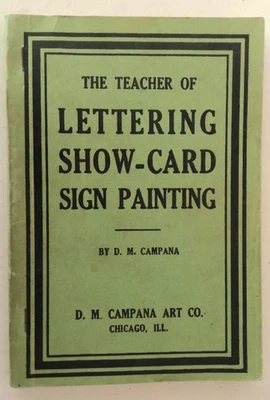 THE TEACHER OF
LETTERING
SHOW-CARD
SIGN PAINTING
BY D. M. CAMPANA
D. M. CAMPANA ART CO.
CHICAGO, ILL.